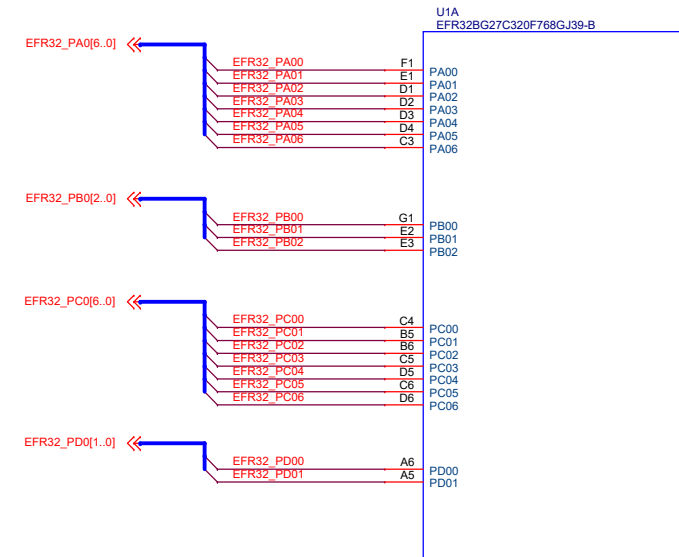 U1A
EFR32BG27C320F768GJ39-B
EFR32_PA0[6..0]
EFR32_PA00 F1 PA00
EFR32_PA01 E1 PA01
EFR32_PA02 D1 PA02
EFR32_PA03 D2 PA03
EFR32_PA04 D3 PA04
EFR32_PA05 D4 PA05
EFR32_PA06 C3 PA06
EFR32_PB0[2..0]
EFR32_PB00 G1 PB00
EFR32_PB01 E2 PB01
EFR32_PB02 E3 PB02
EFR32_PC0[6..0]
EFR32_PC00 C4 PC00
EFR32_PC01 B5 PC01
EFR32_PC02 B6 PC02
EFR32_PC03 C5 PC03
EFR32_PC04 D5 PC04
EFR32_PC05 C6 PC05
EFR32_PC06 D6 PC06
EFR32_PD0[1..0]
EFR32_PD00 A6 PD00
EFR32_PD01 A5 PD01